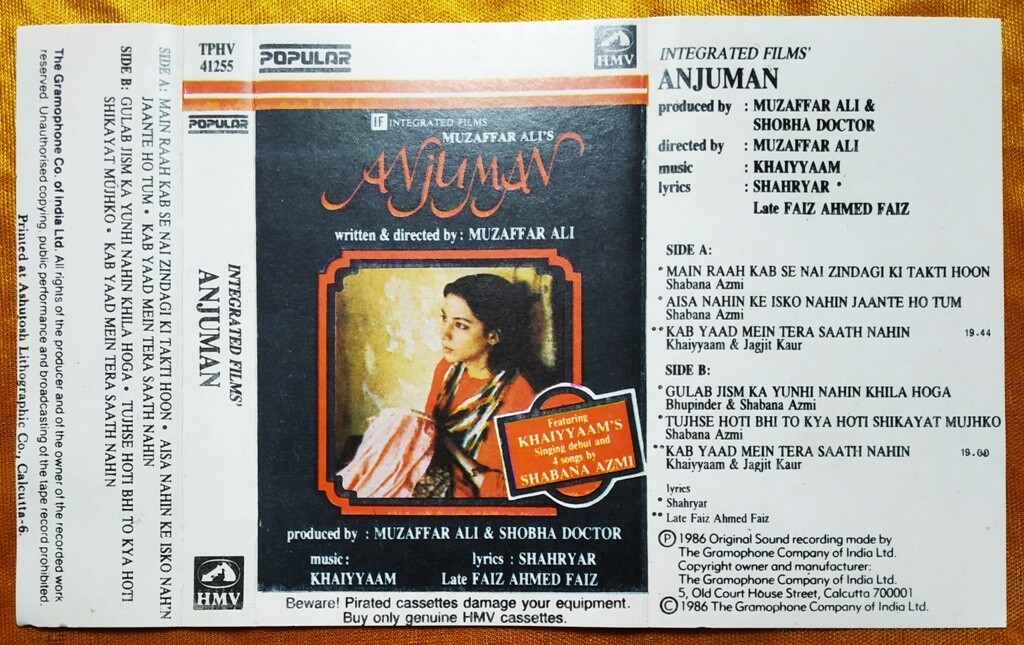 The Gramophone Co. of India Ltd. All rights of the producer and of the owner of the recorded work
reserved. Unauthorised copying, public performance and broadcasting of the tape record prohibited.
Printed at Ashutosh Lithographic Co., Calcutta-6.
SIDE A: MAIN RAAH KAB SE NAI ZINDAGI KI TAKTI HOON • AISA NAHIN KE ISKO NAH'N
JAANTE HO TUM • KAB YAAD MEIN TERA SAATH NAHIN
SIDE B: GULAB JISM KA YUNHI NAHIN KHILA HOGA • TUJHSE HOTI BHI TO KYA HOTI
SHIKAYAT MUJHKO • KAB YAAD MEIN TERA SAATH NAHIN
TPHV
41255
POPULAR
INTEGRATED FILMS'
ANJUMAN
HMV
POPULAR
HMV
IF INTEGRATED FILMS
MUZAFFAR ALI'S
ANJUMAN
written & directed by : MUZAFFAR ALI
Featuring
KHAIYYAAM'S
Singing debut and
4 songs by
SHABANA AZMI
produced by : MUZAFFAR ALI & SHOBHA DOCTOR
music : lyrics : SHAHRYAR
KHAIYYAAM Late FAIZ AHMED FAIZ
Beware! Pirated cassettes damage your equipment.
Buy only genuine HMV cassettes.
INTEGRATED FILMS'
ANJUMAN
produced by : MUZAFFAR ALI &
SHOBHA DOCTOR
directed by : MUZAFFAR ALI
music : KHAIYYAAM
lyrics : SHAHRYAR •
Late FAIZ AHMED FAIZ
SIDE A:
* MAIN RAAH KAB SE NAI ZINDAGI KI TAKTI HOON
Shabana Azmi
* AISA NAHIN KE ISKO NAHIN JAANTE HO TUM
Shabana Azmi
** KAB YAAD MEIN TERA SAATH NAHIN 19.44
Khaiyyaam & Jagjit Kaur
SIDE B:
* GULAB JISM KA YUNHI NAHIN KHILA HOGA
Bhupinder & Shabana Azmi
* TUJHSE HOTI BHI TO KYA HOTI SHIKAYAT MUJHKO
Shabana Azmi
** KAB YAAD MEIN TERA SAATH NAHIN 19.00
Khaiyyaam & Jagjit Kaur
lyrics
* Shahryar
** Late Faiz Ahmed Faiz
Ⓟ 1986 Original Sound recording made by
The Gramophone Company of India Ltd.
Copyright owner and manufacturer:
The Gramophone Company of India Ltd.
5, Old Court House Street, Calcutta 700001
© 1986 The Gramophone Company of India Ltd.